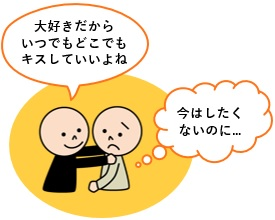 大好きだから
いつでもどこでも
キスしていいよね
今はしたく
ないのに...